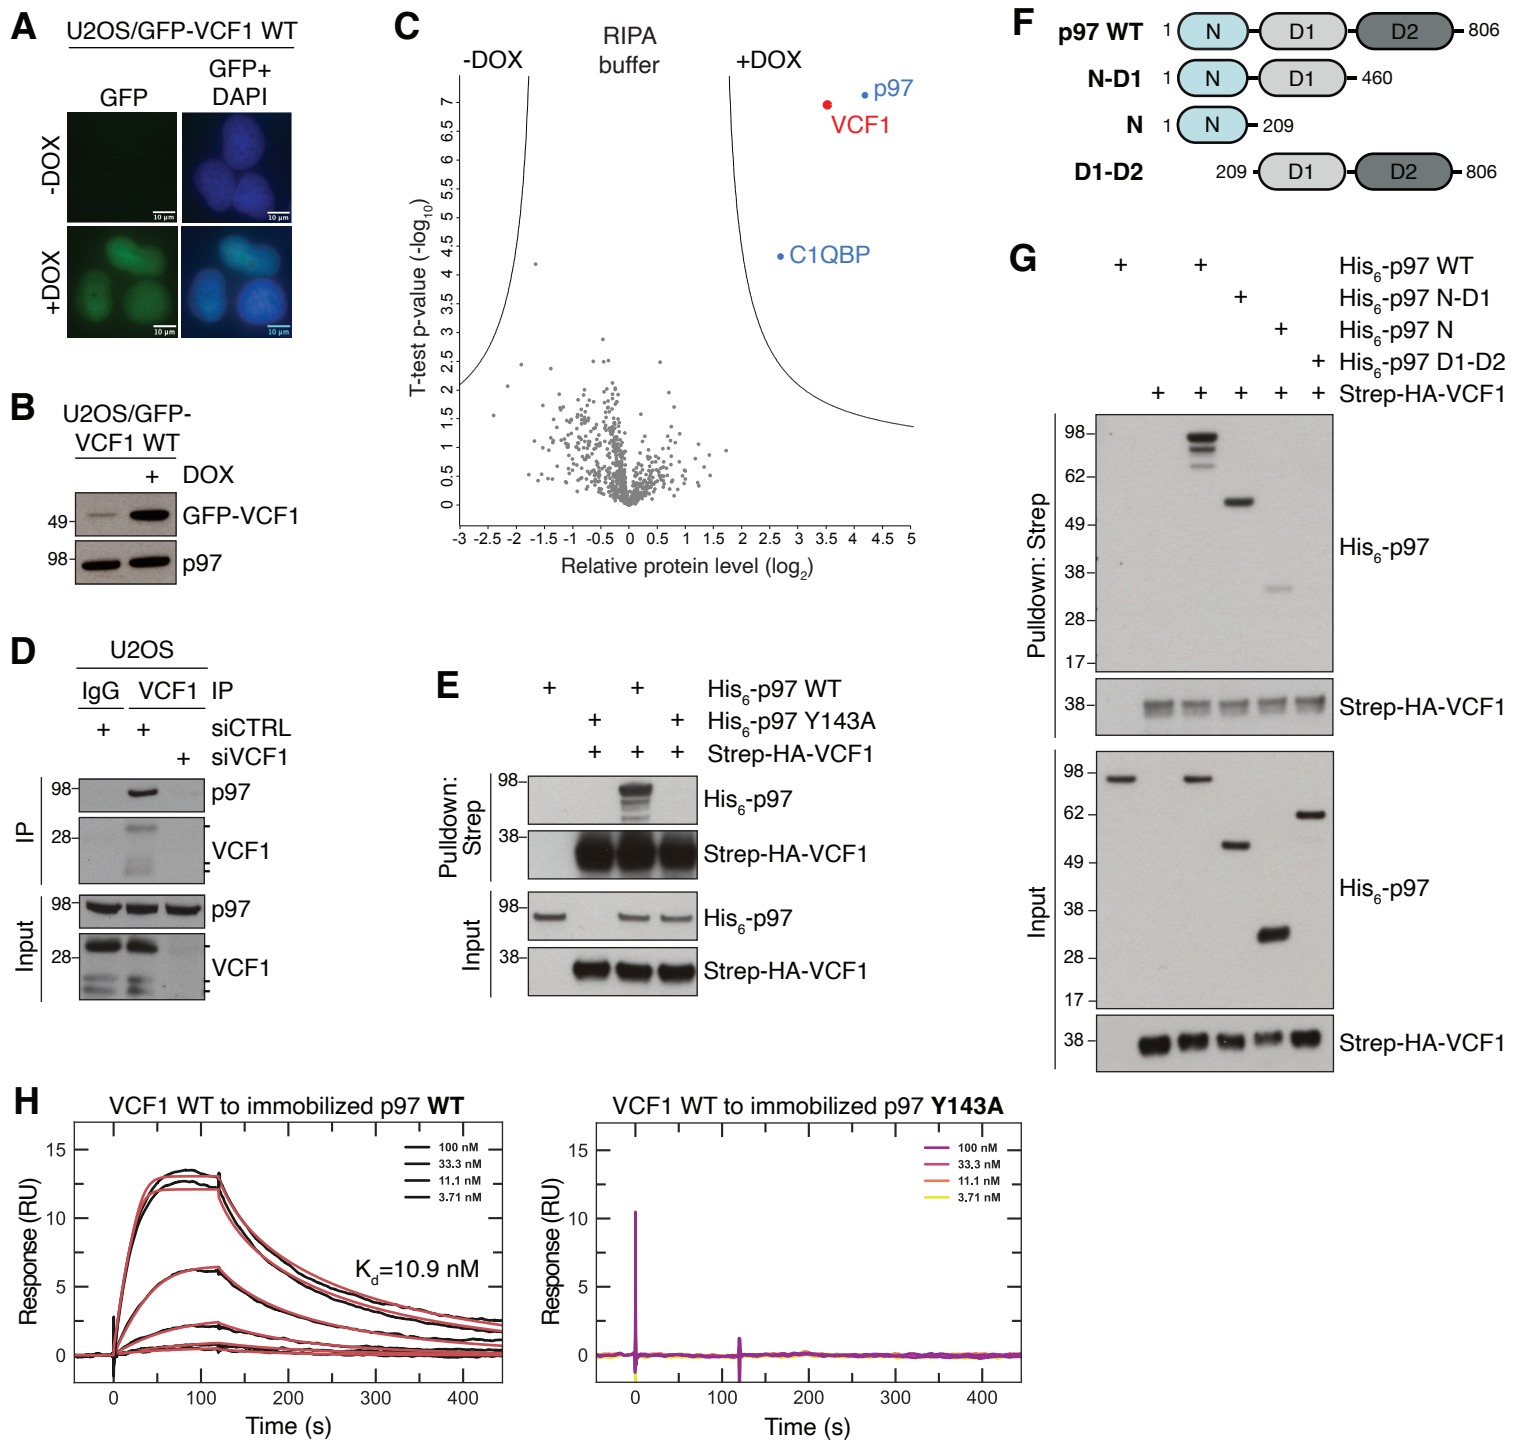 A
U2OS/GFP-VCF1 WT
GFP
GFP+
DAPI
-DOX
10 µm
10 µm
+DOX
10 µm
10 µm
B
U2OS/GFP-
VCF1 WT
+ DOX
49
GFP-VCF1
98
p97
C
RIPA
buffer
-DOX
+DOX
p97
VCF1
C1QBP
T-test p-value (-log10)
7
6.5
6
5.5
5
4.5
4
3.5
3
2.5
2
1.5
1
0.5
0
-3 -2.5 -2 -1.5 -1 -0.5 0 0.5 1 1.5 2 2.5 3 3.5 4 4.5 5
Relative protein level (log2)
D
U2OS
IgG VCF1 IP
+ + siCTRL
+ siVCF1
IP
98
p97
28
VCF1
Input
98
p97
28
VCF1
E
+ + His6-p97 WT
+ + His6-p97 Y143A
+ + + Strep-HA-VCF1
Pulldown:
Strep
98
His6-p97
38
Strep-HA-VCF1
Input
98
His6-p97
38
Strep-HA-VCF1
F
p97 WT 1 N D1 D2 806
N-D1 1 N D1 460
N 1 N 209
D1-D2 209 D1 D2 806
G
+ + His6-p97 WT
+ His6-p97 N-D1
+ His6-p97 N
+ His6-p97 D1-D2
+ + + + + Strep-HA-VCF1
Pulldown: Strep
98
62
49
38
28
17
His6-p97
38
Strep-HA-VCF1
Input
98
62
49
38
28
17
His6-p97
38
Strep-HA-VCF1
H
VCF1 WT to immobilized p97 WT
Response (RU)
15
10
5
0
100 nM
33.3 nM
11.1 nM
3.71 nM
Kd=10.9 nM
0 100 200 300 400
Time (s)
VCF1 WT to immobilized p97 Y143A
Response (RU)
15
10
5
0
100 nM
33.3 nM
11.1 nM
3.71 nM
0 100 200 300 400
Time (s)